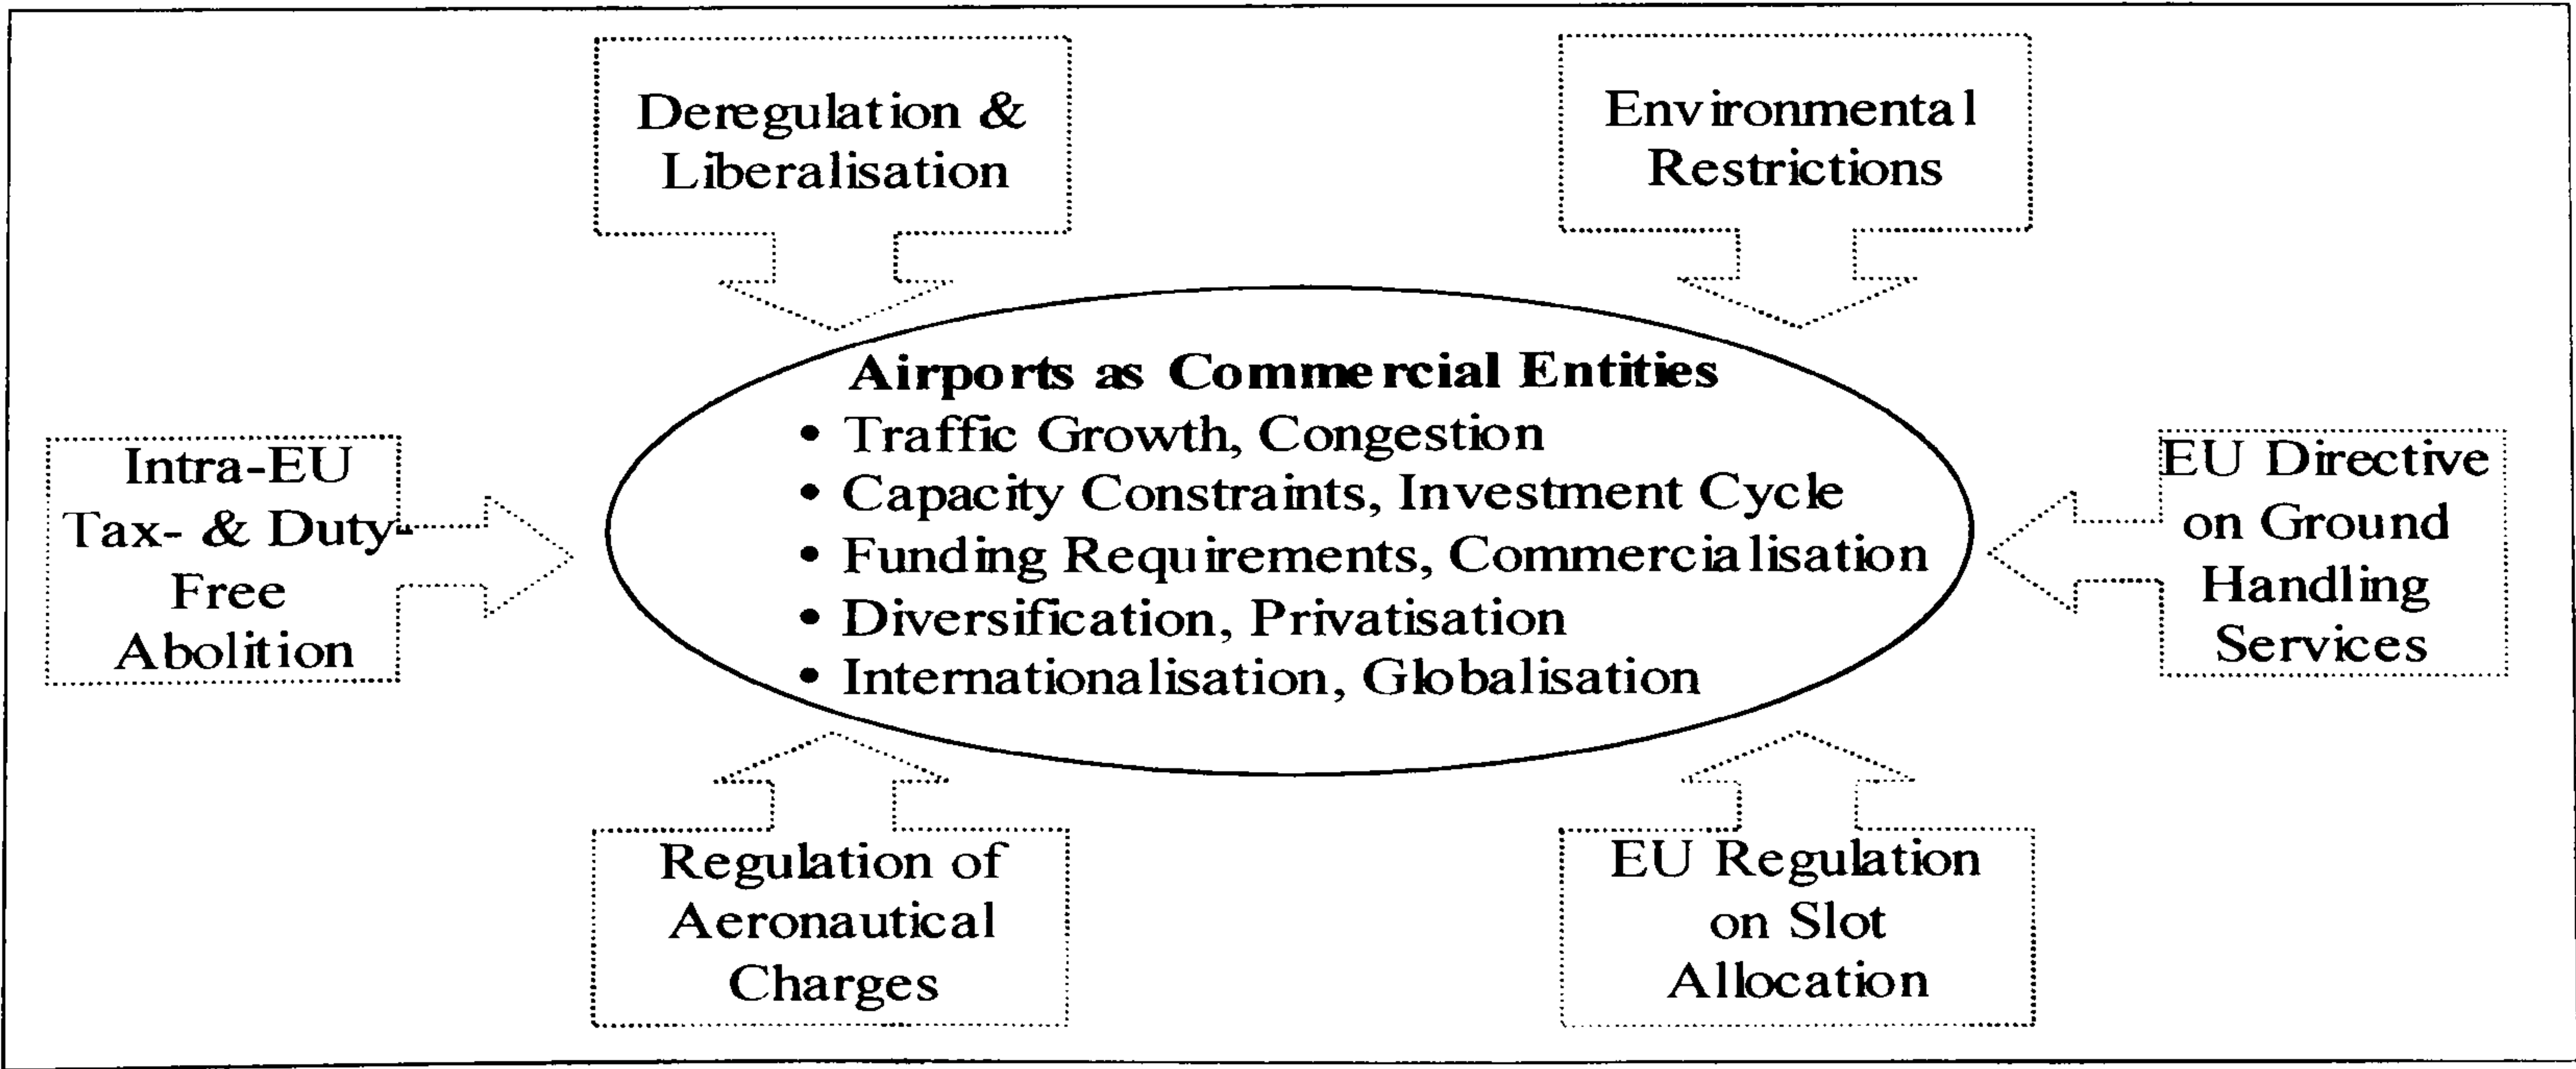 Deregulation &
Liberalisation
Environmental
Restrictions
Intra-EU
Tax- & Duty-
Free
Abolition
Airports as Commercial Entities
• Traffic Growth, Congestion
• Capacity Constraints, Investment Cycle
• Funding Requirements, Commercialisation
• Diversification, Privatisation
• Internationalisation, Globalisation
EU Directive
on Ground
Handling
Services
Regulation of
Aeronautical
Charges
EU Regulation
on Slot
Allocation